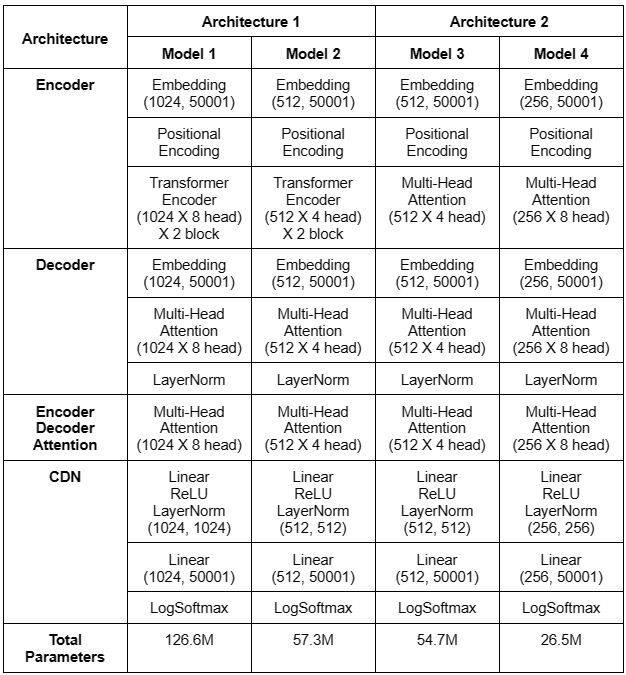 Architecture
Architecture 1
Architecture 2
Model 1
Model 2
Model 3
Model 4
Encoder
Embedding
(1024, 50001)
Embedding
(512, 50001)
Embedding
(512, 50001)
Embedding
(256, 50001)
Positional
Encoding
Positional
Encoding
Positional
Encoding
Positional
Encoding
Transformer
Encoder
(1024 X 8 head)
X 2 block
Transformer
Encoder
(512 X 4 head)
X 2 block
Multi-Head
Attention
(512 X 4 head)
Multi-Head
Attention
(256 X 8 head)
Decoder
Embedding
(1024, 50001)
Embedding
(512, 50001)
Embedding
(512, 50001)
Embedding
(256, 50001)
Multi-Head
Attention
(1024 X 8 head)
Multi-Head
Attention
(512 X 4 head)
Multi-Head
Attention
(512 X 4 head)
Multi-Head
Attention
(256 X 8 head)
LayerNorm
LayerNorm
LayerNorm
LayerNorm
Encoder
Decoder
Attention
Multi-Head
Attention
(1024 X 8 head)
Multi-Head
Attention
(512 X 4 head)
Multi-Head
Attention
(512 X 4 head)
Multi-Head
Attention
(256 X 8 head)
CDN
Linear
ReLU
LayerNorm
(1024, 1024)
Linear
ReLU
LayerNorm
(512, 512)
Linear
ReLU
LayerNorm
(512, 512)
Linear
ReLU
LayerNorm
(256, 256)
Linear
(1024, 50001)
Linear
(512, 50001)
Linear
(512, 50001)
Linear
(256, 50001)
LogSoftmax
LogSoftmax
LogSoftmax
LogSoftmax
Total
Parameters
126.6M
57.3M
54.7M
26.5M